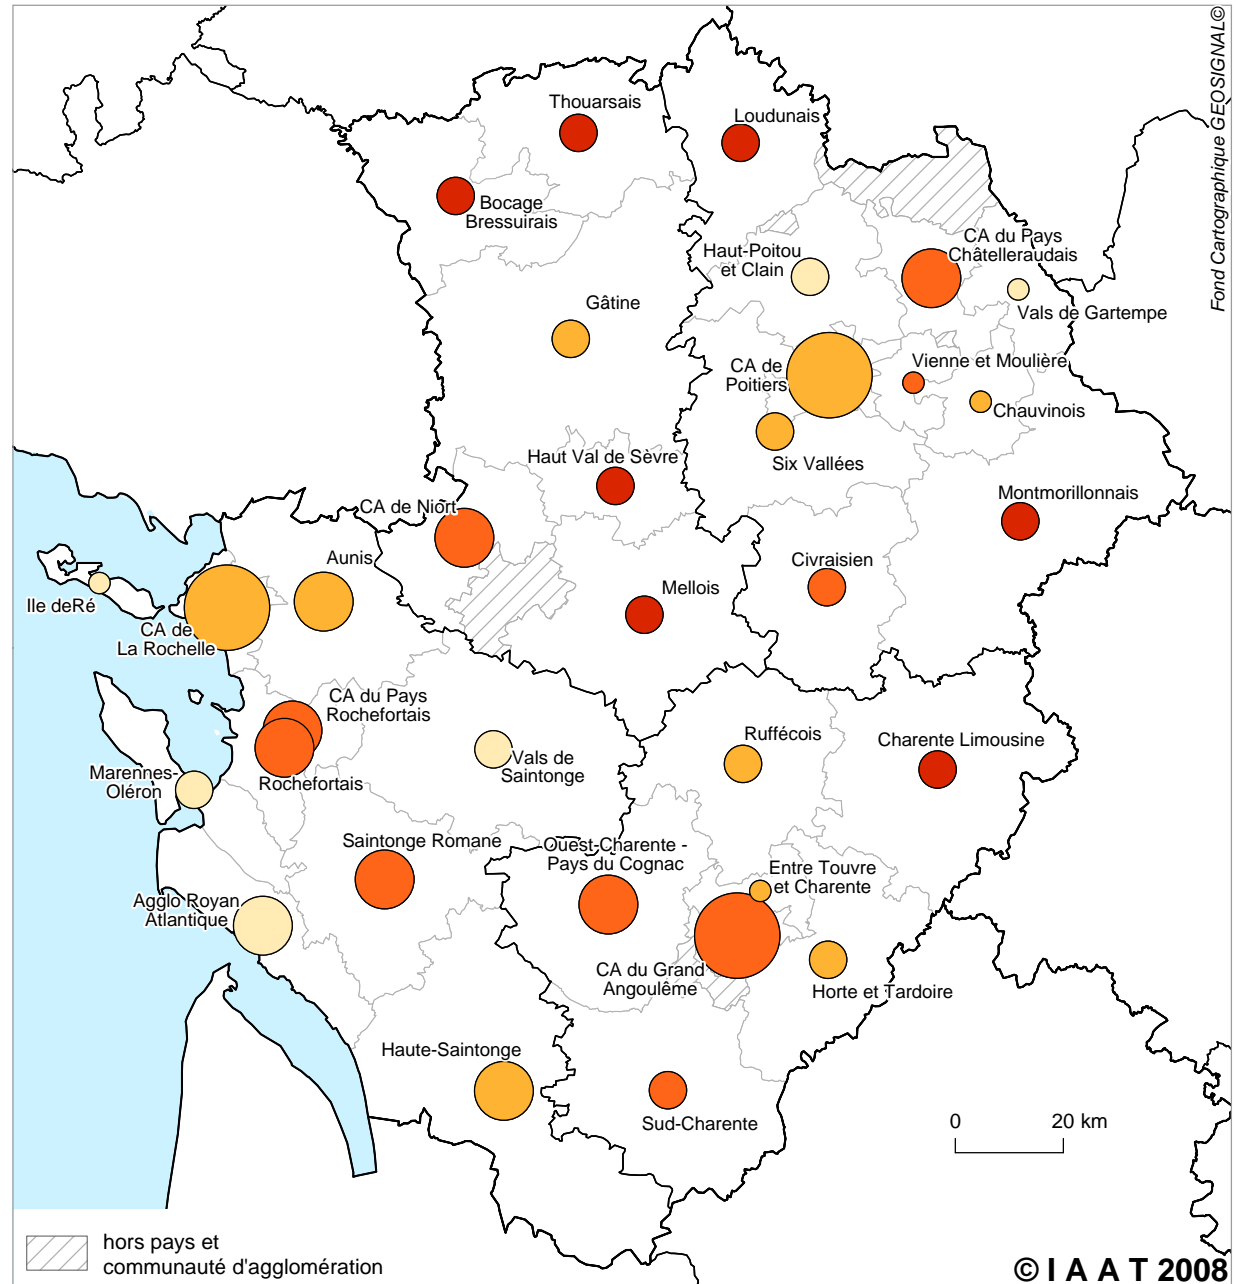 Fond Cartographique GEOSIGNAL©
Thouarsais
Loudunais
Bocage
Bressuirais
CA du Pays
Châtelleraudais
Haut-Poitou
et Clain
Vals de Gartempe
Gâtine
CA de
Poitiers
Vienne et Moulière
Chauvinois
Six Vallées
Haut Val de Sèvre
Montmorillonnais
CA de Niort
Aunis
Civraisien
Mellois
Ile deRé
CA de
La Rochelle
CA du Pays
Rochefortais
Vals de
Saintonge
Ruffécois
Charente Limousine
Marennes-
Oléron
Rochefortais
Saintonge Romane
Ouest-Charente -
Pays du Cognac
Entre Touvre
et Charente
Agglo Royan
Atlantique
CA du Grand
Angoulême
Horte et Tardoire
Haute-Saintonge
Sud-Charente
0 20 km
hors pays et
communauté d'agglomération
© I A A T 2008